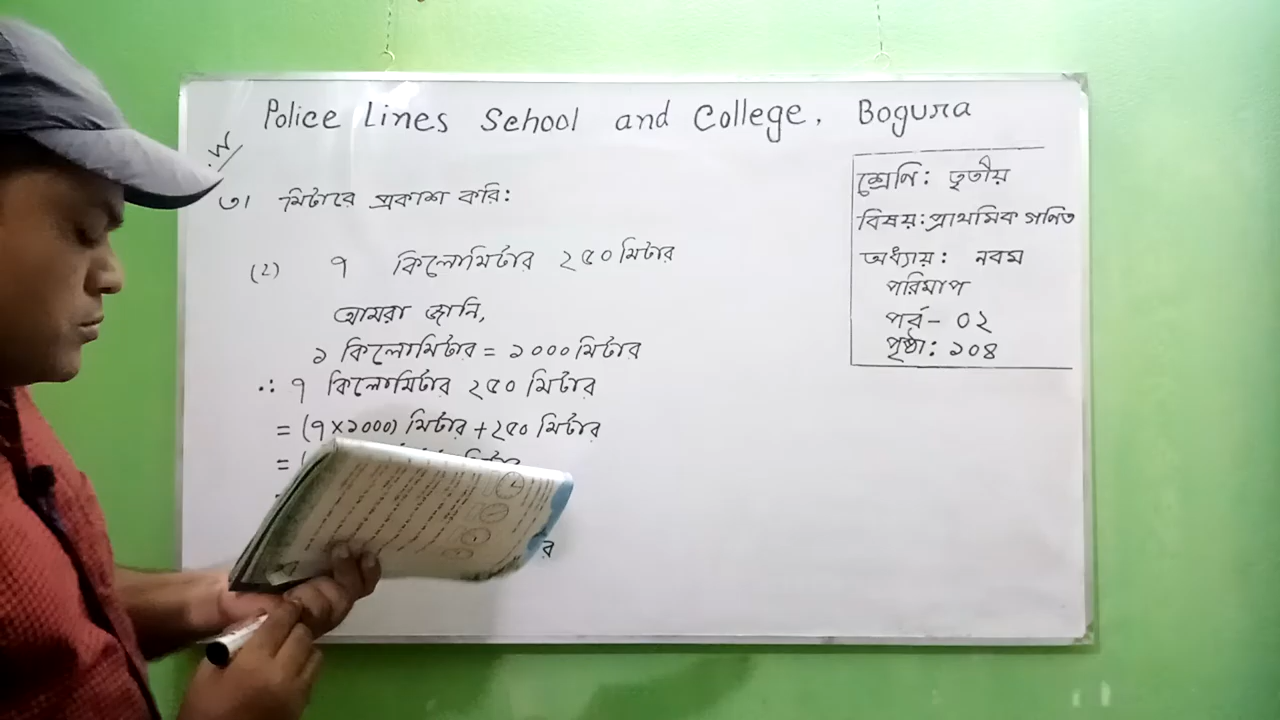 Police Lines School and College, Bogura
.W
৩। মিটারে প্রকাশ করি:
(2) ৭ কিলোমিটার ২৫০ মিটার
আমরা জানি,
১ কিলোমিটার = ১০০০ মিটার
∴ ৭ কিলোমিটার ২৫০ মিটার
= (৭×১০০০) মিটার + ২৫০ মিটার
= (
র
শ্রেণি: তৃতীয়
বিষয়: প্রাথমিক গণিত
অধ্যায়: নবম
পরিমাপ
পর্ব - ০২
পৃষ্ঠা: ১০৪